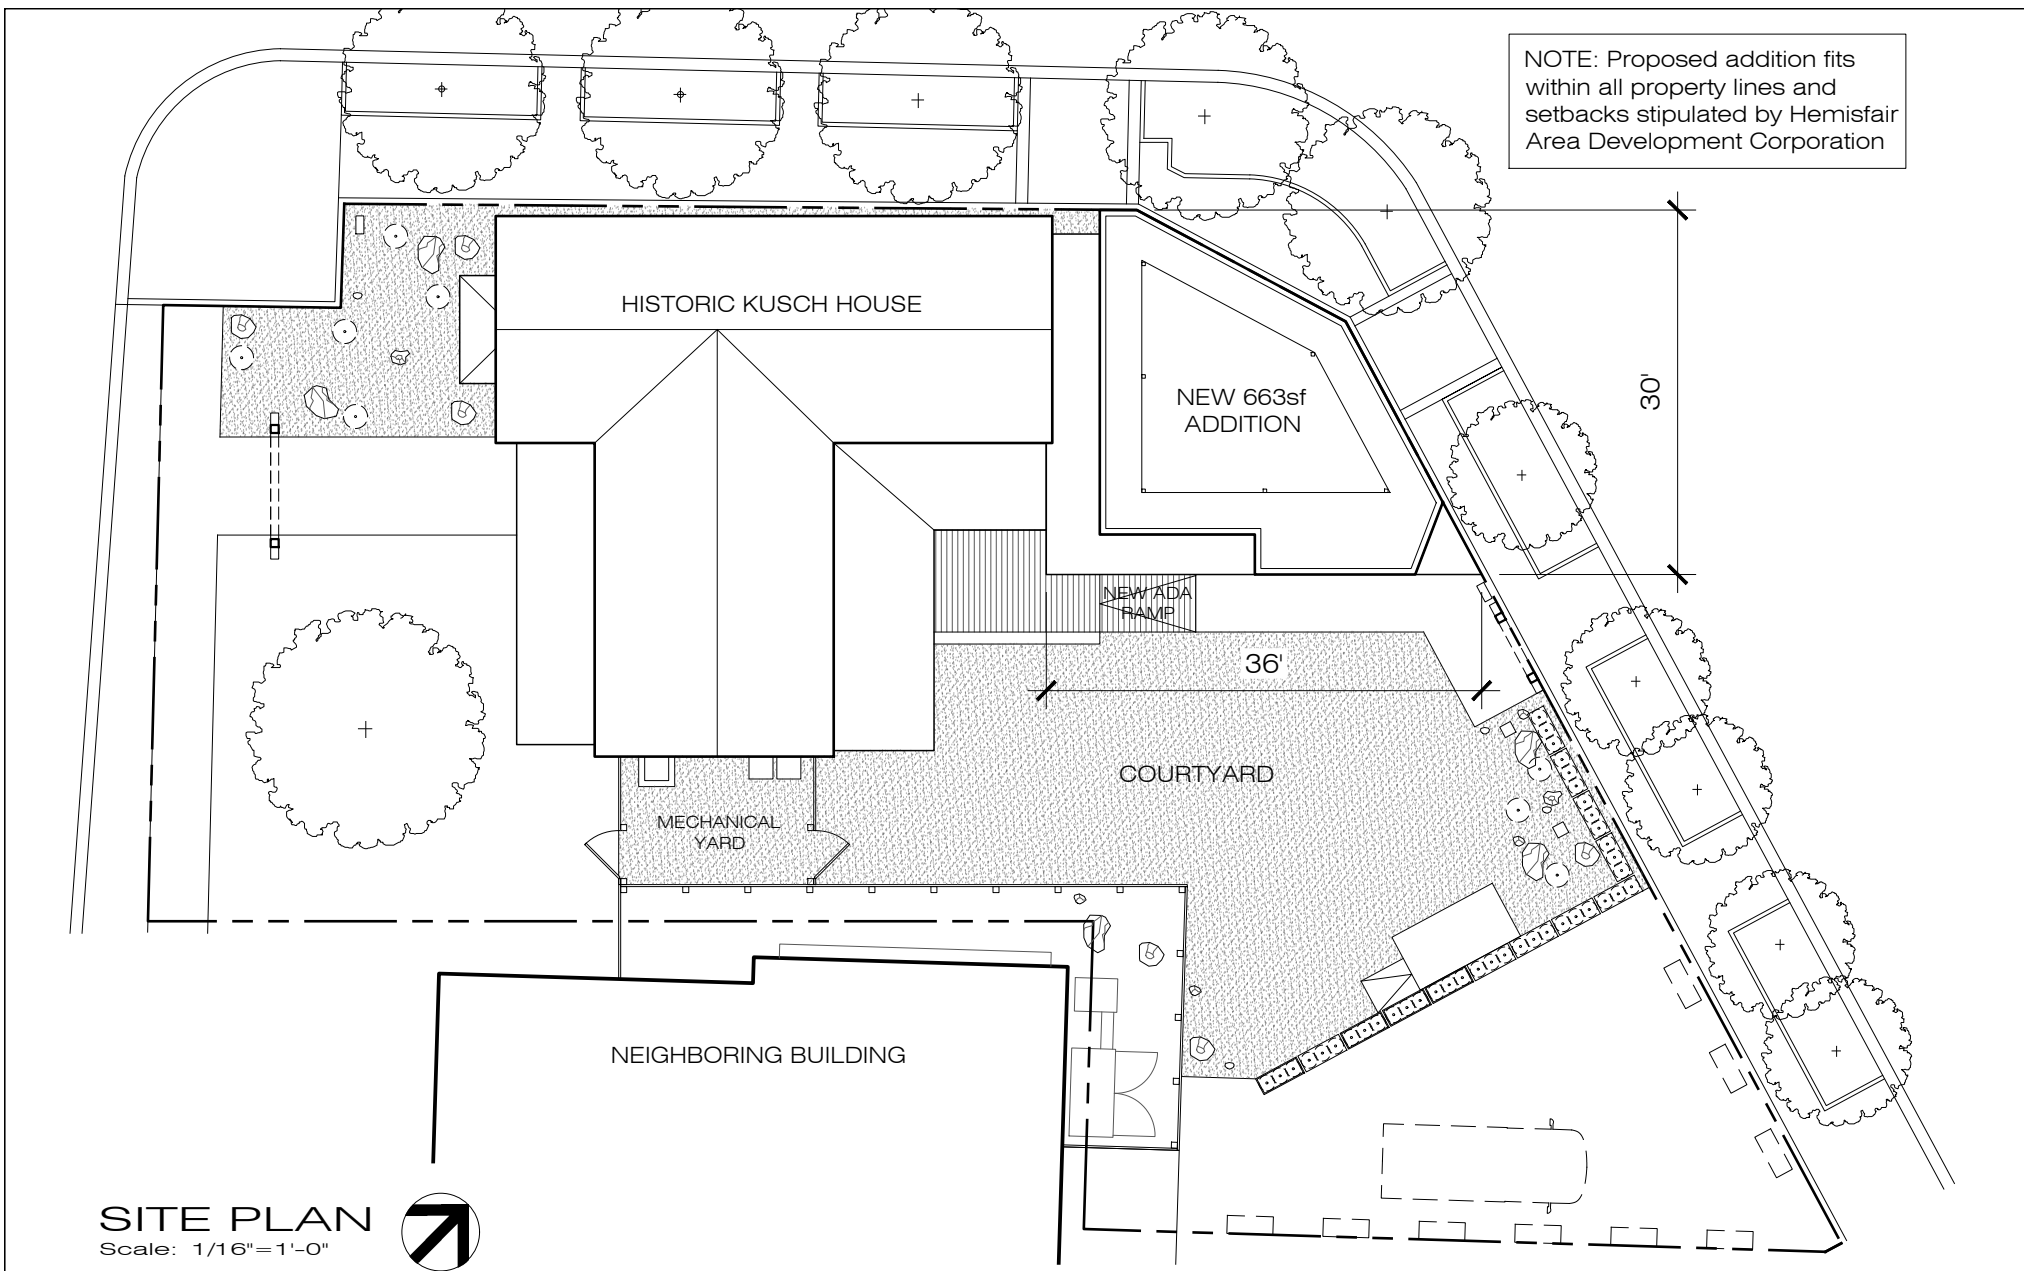 NOTE: Proposed addition fits
within all property lines and
setbacks stipulated by Hemisfair
Area Development Corporation
HISTORIC KUSCH HOUSE
NEW 663sf
ADDITION
30'
NEW ADA
RAMP
36'
COURTYARD
MECHANICAL
YARD
NEIGHBORING BUILDING
SITE PLAN
Scale: 1/16"=1'-0"